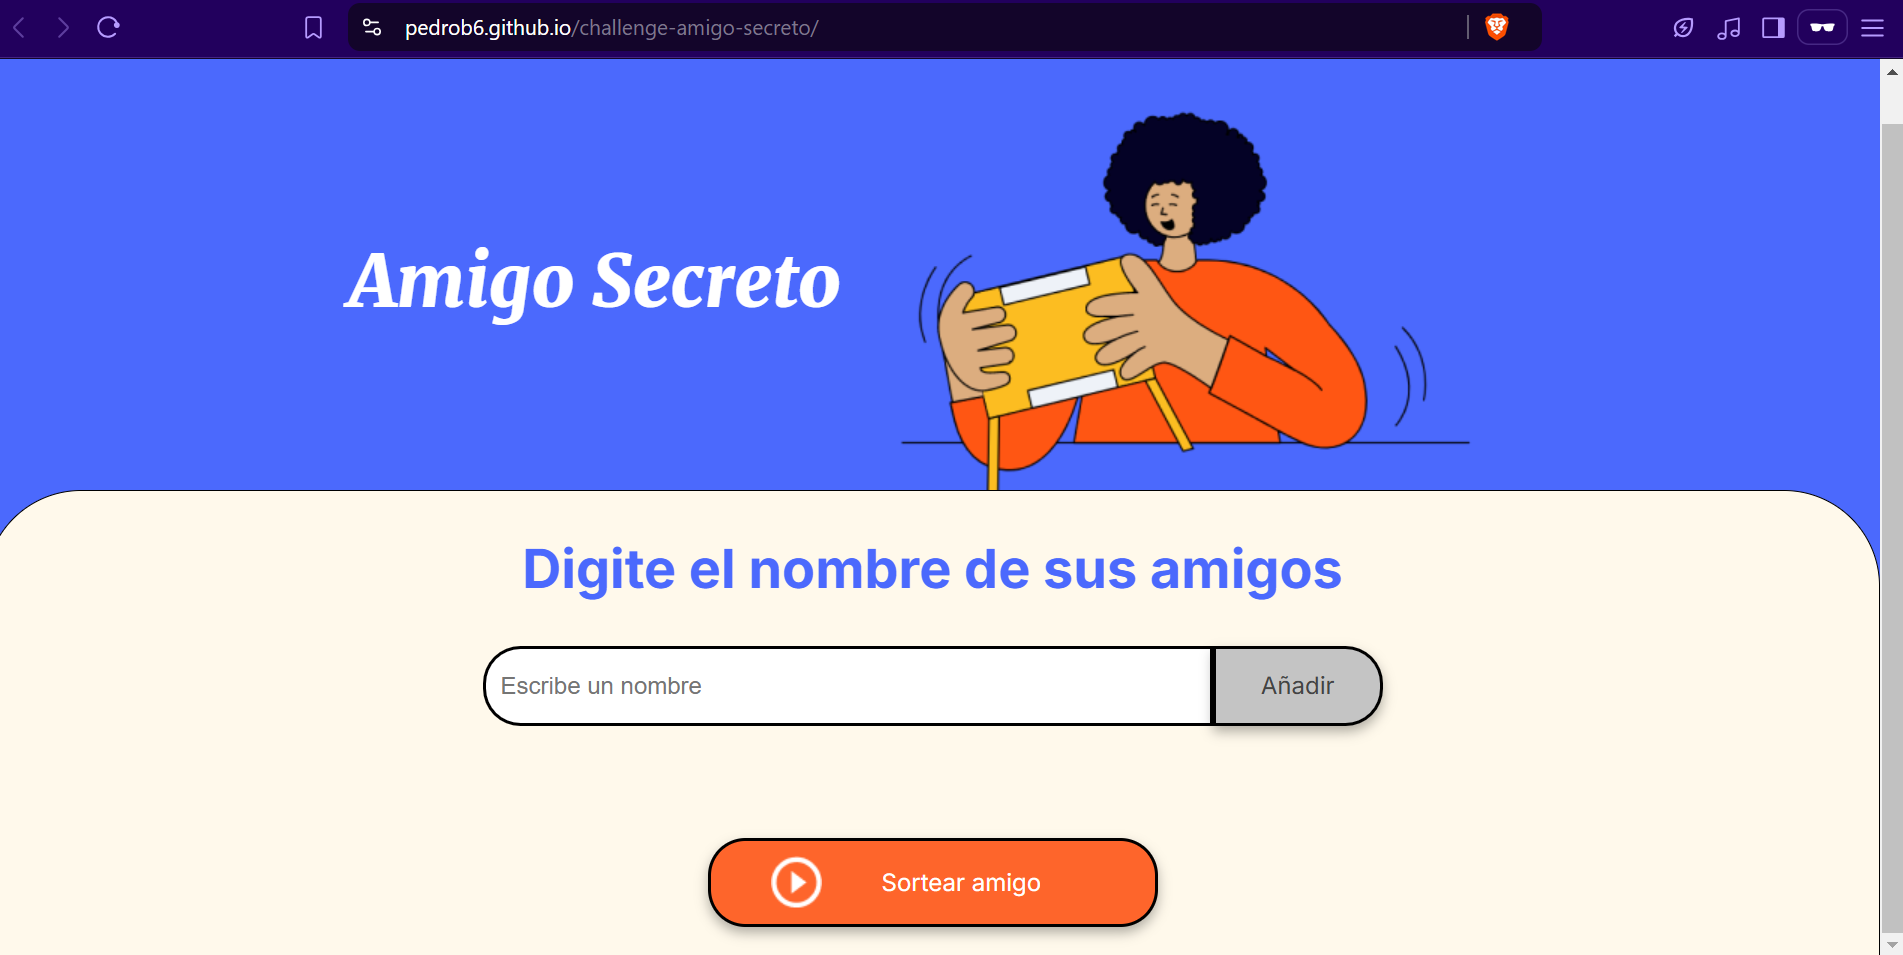 pedrob6.github.io/challenge-amigo-secreto/
Amigo Secreto
Digite el nombre de sus amigos
Escribe un nombre
Añadir
Sortear amigo